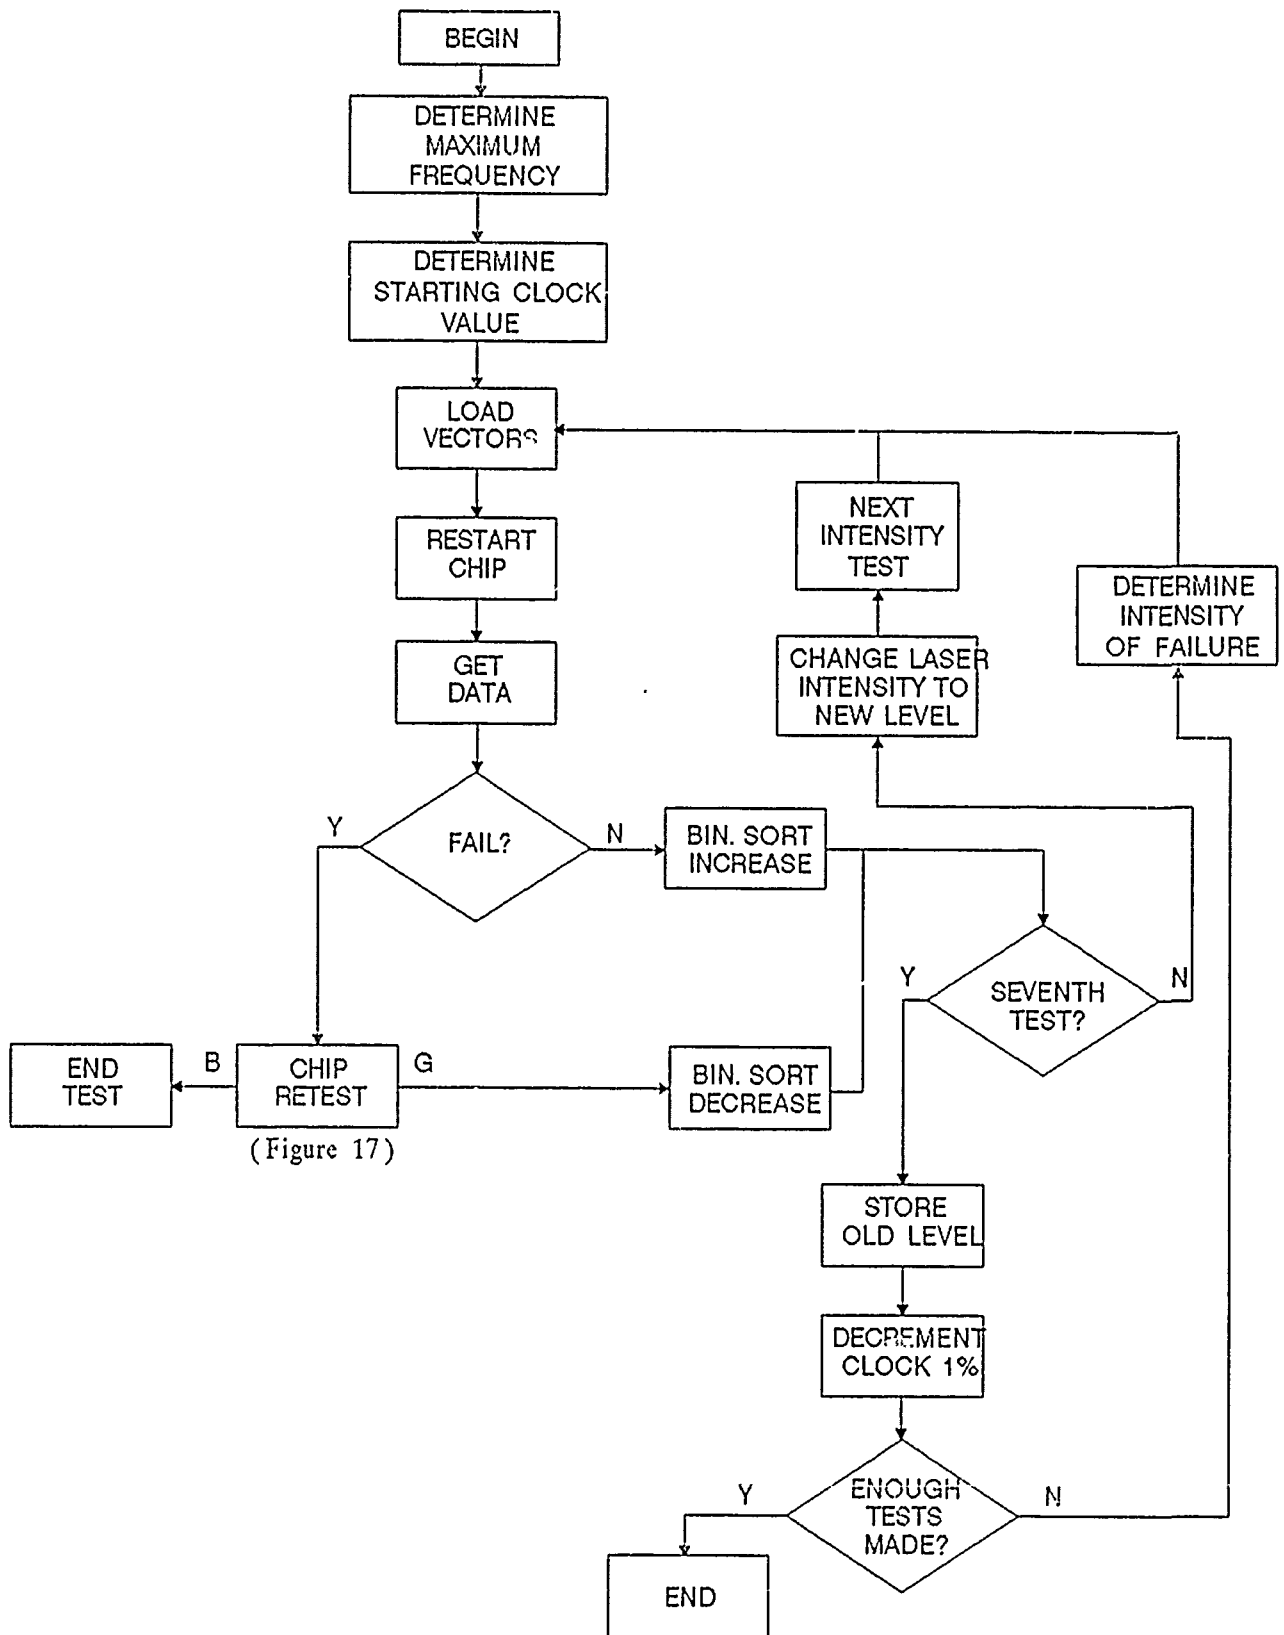 BEGIN
DETERMINE
MAXIMUM
FREQUENCY
DETERMINE
STARTING CLOCK
VALUE
LOAD
VECTORS
RESTART
CHIP
GET
DATA
NEXT
INTENSITY
TEST
CHANGE LASER
INTENSITY TO
NEW LEVEL
DETERMINE
INTENSITY
OF FAILURE
Y
FAIL?
N
BIN. SORT
INCREASE
Y
SEVENTH
TEST?
N
END
TEST
B
CHIP
RETEST
G
(Figure 17)
BIN. SORT
DECREASE
STORE
OLD LEVEL
DECREMENT
CLOCK 1%
Y
ENOUGH
TESTS
MADE?
N
END